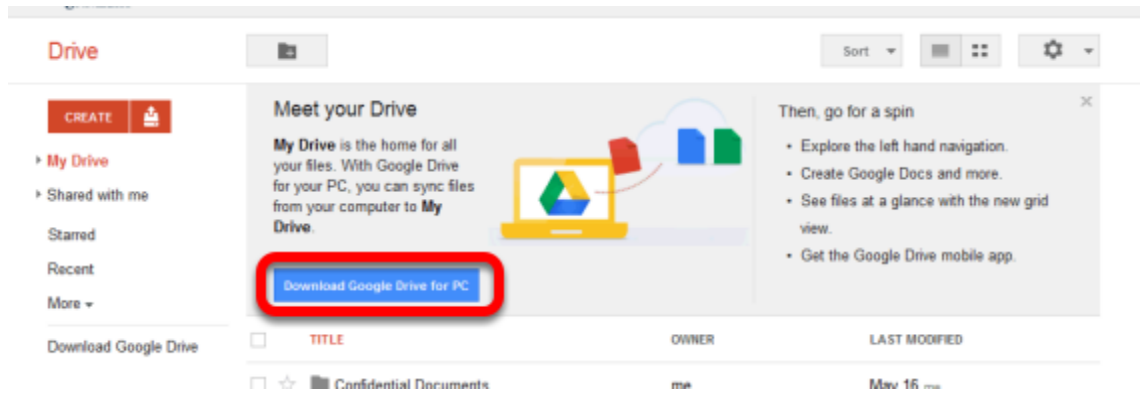 Drive
Sort
CREATE
My Drive
Shared with me
Starred
Recent
More
Download Google Drive
Meet your Drive
My Drive is the home for all
your files. With Google Drive
for your PC, you can sync files
from your computer to My
Drive.
Download Google Drive for PC
Then, go for a spin
• Explore the left hand navigation.
• Create Google Docs and more.
• See files at a glance with the new grid
view.
• Get the Google Drive mobile app.
TITLE OWNER LAST MODIFIED
Confidential Documents me May 16 me